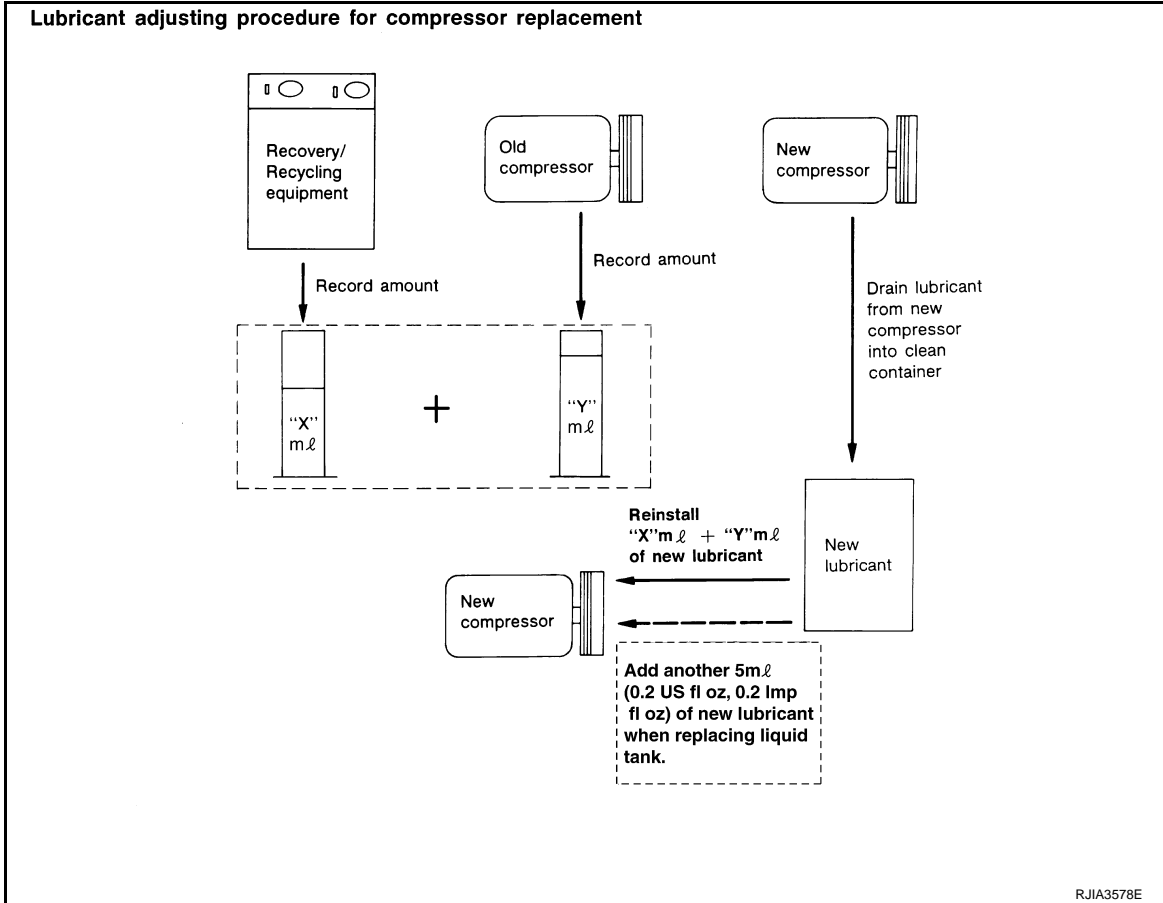 Lubricant adjusting procedure for compressor replacement
Recovery/
Recycling
equipment
Old
compressor
New
compressor
Record amount
Record amount
Drain lubricant
from new
compressor
into clean
container
“X”
mℓ
+
“Y”
mℓ
Reinstall
“X”mℓ + “Y”mℓ
of new lubricant
New
lubricant
New
compressor
Add another 5mℓ
(0.2 US fl oz, 0.2 Imp
fl oz) of new lubricant
when replacing liquid
tank.
RJIA3578E